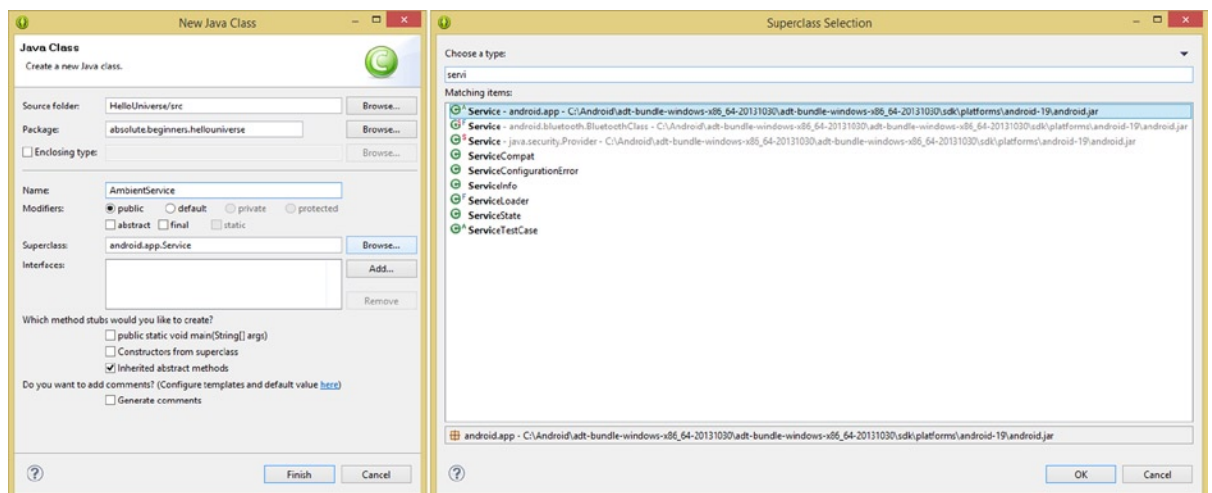 New Java Class
Java Class
Create a new Java class.
Source folder: HelloUniverse/src Browse...
Package: absolute.beginners.hellouniverse Browse...
Enclosing type: Browse...
Name: AmbientService
Modifiers: public default private protected
abstract final static
Superclass: android.app.Service Browse...
Interfaces: Add...
Remove
Which method stubs would you like to create?
public static void main(String[] args)
Constructors from superclass
Inherited abstract methods
Do you want to add comments? (Configure templates and default value here)
Generate comments
Finish Cancel
Superclass Selection
Choose a type:
servi
Matching items:
Service - android.app - C:\Android\adt-bundle-windows-x86_64-20131030\adt-bundle-windows-x86_64-20131030\sdk\platforms\android-19\android.jar
Service - android.bluetooth.BluetoothClass - C:\Android\adt-bundle-windows-x86_64-20131030\adt-bundle-windows-x86_64-20131030\sdk\platforms\android-19\android.jar
Service - java.security.Provider - C:\Android\adt-bundle-windows-x86_64-20131030\adt-bundle-windows-x86_64-20131030\sdk\platforms\android-19\android.jar
ServiceCompat
ServiceConfigurationError
ServiceInfo
ServiceLoader
ServiceState
ServiceTestCase
android.app - C:\Android\adt-bundle-windows-x86_64-20131030\adt-bundle-windows-x86_64-20131030\sdk\platforms\android-19\android.jar
OK Cancel